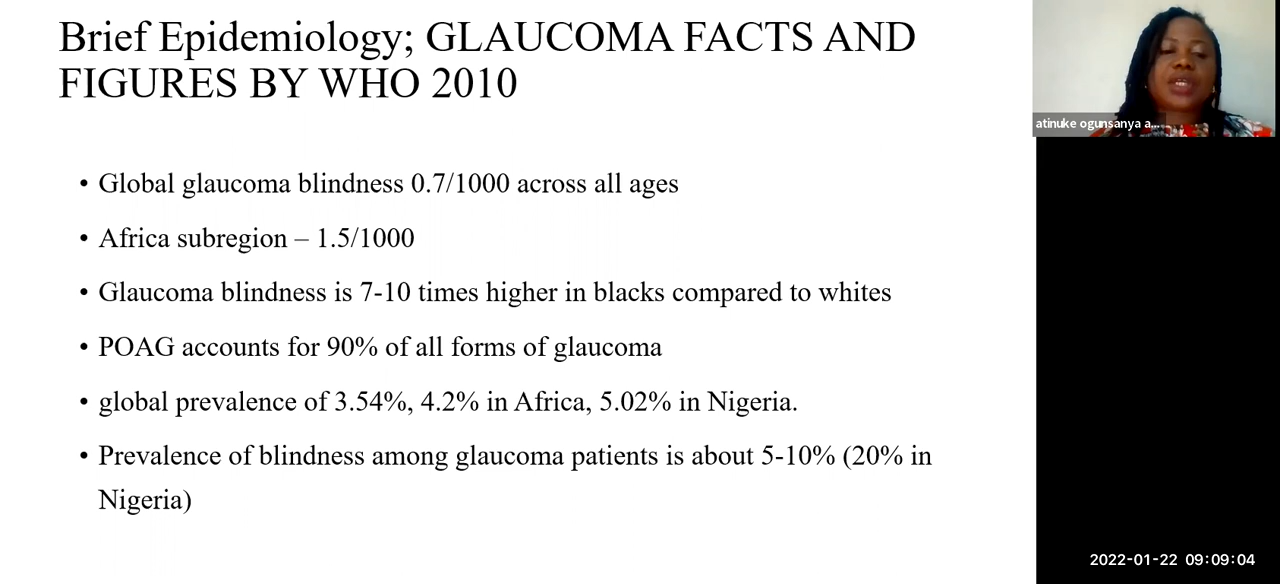 Brief Epidemiology; GLAUCOMA FACTS AND
FIGURES BY WHO 2010
• Global glaucoma blindness 0.7/1000 across all ages
• Africa subregion – 1.5/1000
• Glaucoma blindness is 7-10 times higher in blacks compared to whites
• POAG accounts for 90% of all forms of glaucoma
• global prevalence of 3.54%, 4.2% in Africa, 5.02% in Nigeria.
• Prevalence of blindness among glaucoma patients is about 5-10% (20% in
Nigeria)
atinuke ogunsanya a...
2022-01-22 09:09:04